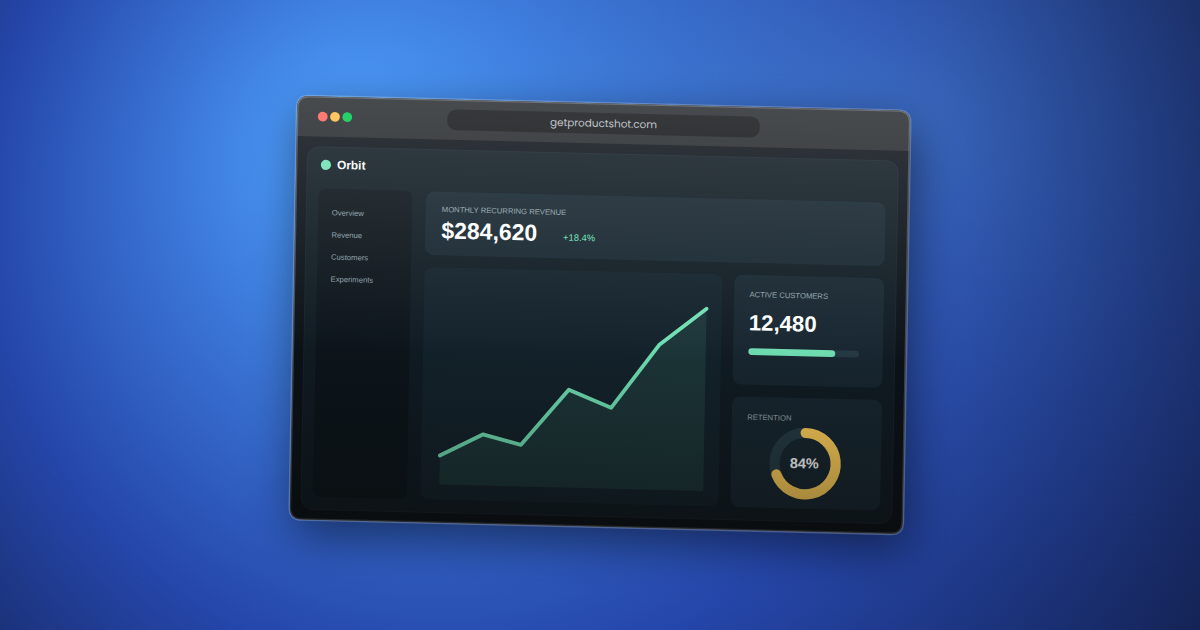 getproductshot.com
Orbit
Overview
Revenue
Customers
Experiments
MONTHLY RECURRING REVENUE
$284,620 +18.4%
ACTIVE CUSTOMERS
12,480
RETENTION
84%